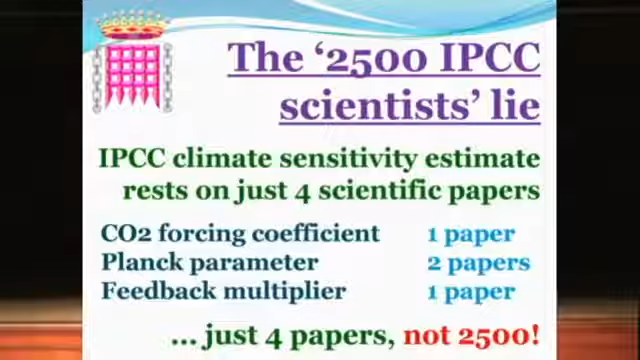 The ‘2500 IPCC
scientists’ lie
IPCC climate sensitivity estimate
rests on just 4 scientific papers
CO2 forcing coefficient 1 paper
Planck parameter 2 papers
Feedback multiplier 1 paper
... just 4 papers, not 2500!